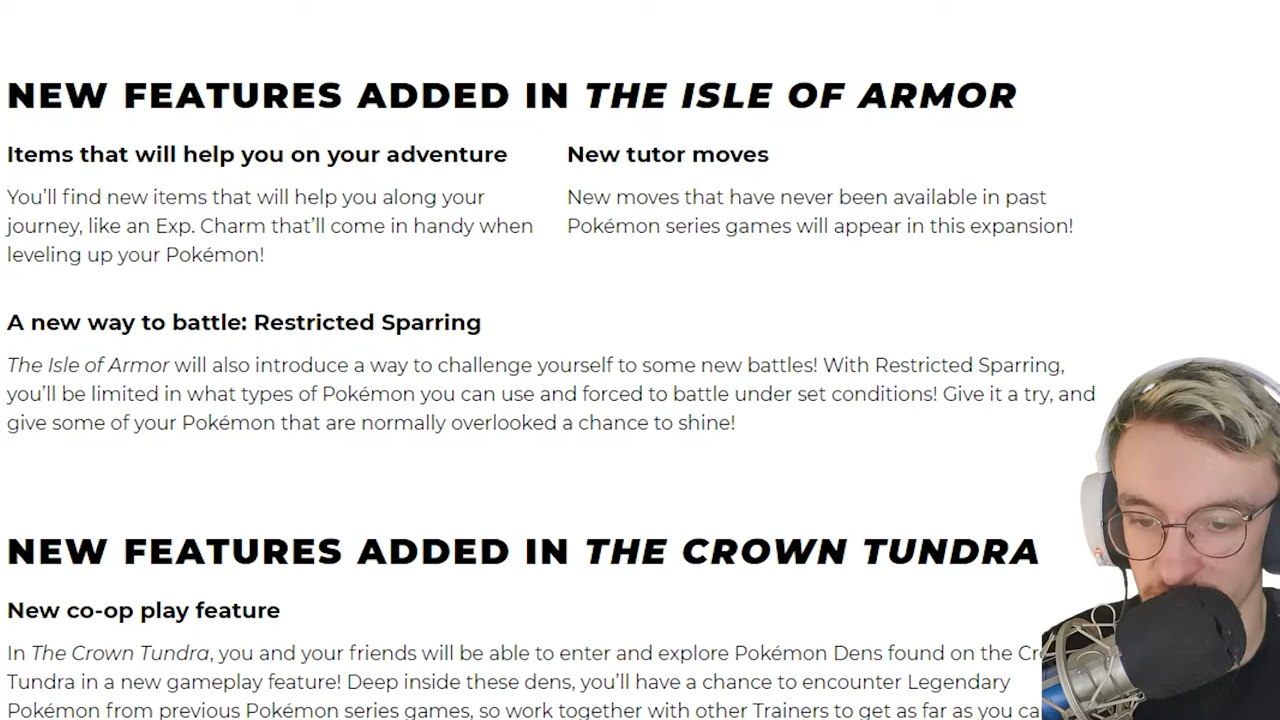 NEW FEATURES ADDED IN THE ISLE OF ARMOR
Items that will help you on your adventure
You'll find new items that will help you along your
journey, like an Exp. Charm that'll come in handy when
leveling up your Pokémon!
New tutor moves
New moves that have never been available in past
Pokémon series games will appear in this expansion!
A new way to battle: Restricted Sparring
The Isle of Armor will also introduce a way to challenge yourself to some new battles! With Restricted Sparring,
you'll be limited in what types of Pokémon you can use and forced to battle under set conditions! Give it a try, and
give some of your Pokémon that are normally overlooked a chance to shine!
NEW FEATURES ADDED IN THE CROWN TUNDRA
New co-op play feature
In The Crown Tundra, you and your friends will be able to enter and explore Pokémon Dens found on the
Tundra in a new gameplay feature! Deep inside these dens, you'll have a chance to encounter Legendary
Pokémon from previous Pokémon series games, so work together with other Trainers to get as far as you